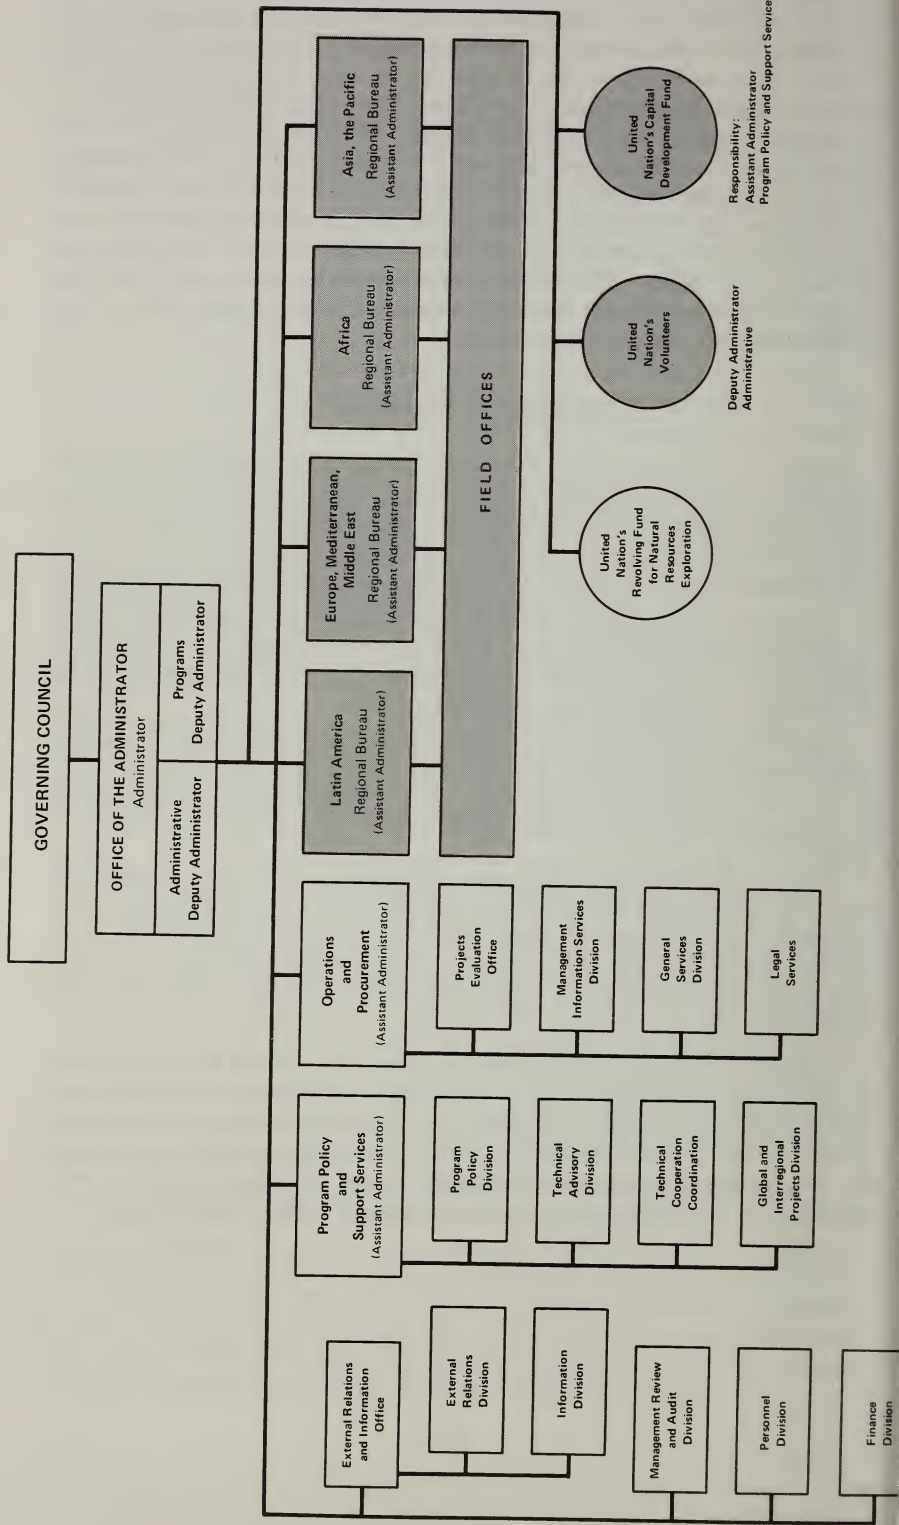 GOVERNING COUNCIL
OFFICE OF THE ADMINISTRATOR
Administrator
Administrative
Deputy Administrator
Programs
Deputy Administrator
External Relations
and Information
Office
External
Relations
Division
Information
Division
Management Review
and Audit
Division
Personnel
Division
Finance
Division
Program Policy
and
Support Services
(Assistant Administrator)
Program
Policy
Division
Technical
Advisory
Division
Technical
Cooperation
Coordination
Global and
Interregional
Projects Division
Operations
and
Procurement
(Assistant Administrator)
Projects
Evaluation
Office
Management
Information Services
Division
General
Services
Division
Legal
Services
Latin America
Regional Bureau
(Assistant Administrator)
Europe, Mediterranean,
Middle East
Regional Bureau
(Assistant Administrator)
Africa
Regional Bureau
(Assistant Administrator)
Asia, the Pacific
Regional Bureau
(Assistant Administrator)
FIELD OFFICES
United
Nation's
Revolving Fund
for Natural
Resources
Exploration
United
Nation's
Volunteers
United
Nation's Capital
Development Fund
Deputy Administrator
Administrative
Responsibility:
Assistant Administrator
Program Policy and Support Service